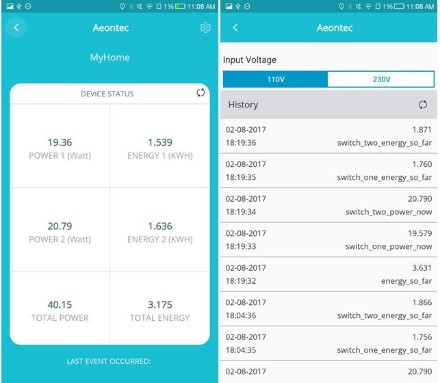 1% 11:08 AM
Aeontec
MyHome
DEVICE STATUS
19.36
POWER 1 (Watt)
1.539
ENERGY 1 (KWH)
20.79
POWER 2 (Watt)
1.636
ENERGY 2 (KWH)
40.15
TOTAL POWER
3.175
TOTAL ENERGY
LAST EVENT OCCURRED:
1% 11:08 AM
Aeontec
Input Voltage
110V 230V
History
02-08-2017 1.871
18:19:36 switch_two_energy_so_far
02-08-2017 1.760
18:19:35 switch_one_energy_so_far
02-08-2017 20.790
18:19:34 switch_two_power_now
02-08-2017 19.579
18:19:33 switch_one_power_now
02-08-2017 3.631
18:19:32 energy_so_far
02-08-2017 1.866
18:04:36 switch_two_energy_so_far
02-08-2017 1.756
18:04:35 switch_one_energy_so_far
02-08-2017 20.790